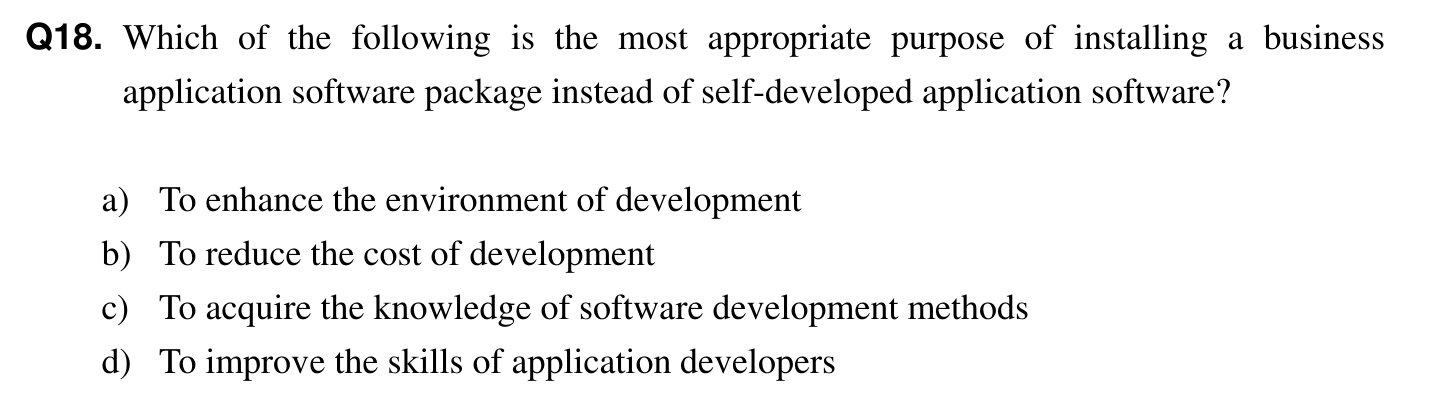 Q18. Which of the following is the most appropriate purpose of installing a business
application software package instead of self-developed application software?
a) To enhance the environment of development
b) To reduce the cost of development
c) To acquire the knowledge of software development methods
d) To improve the skills of application developers